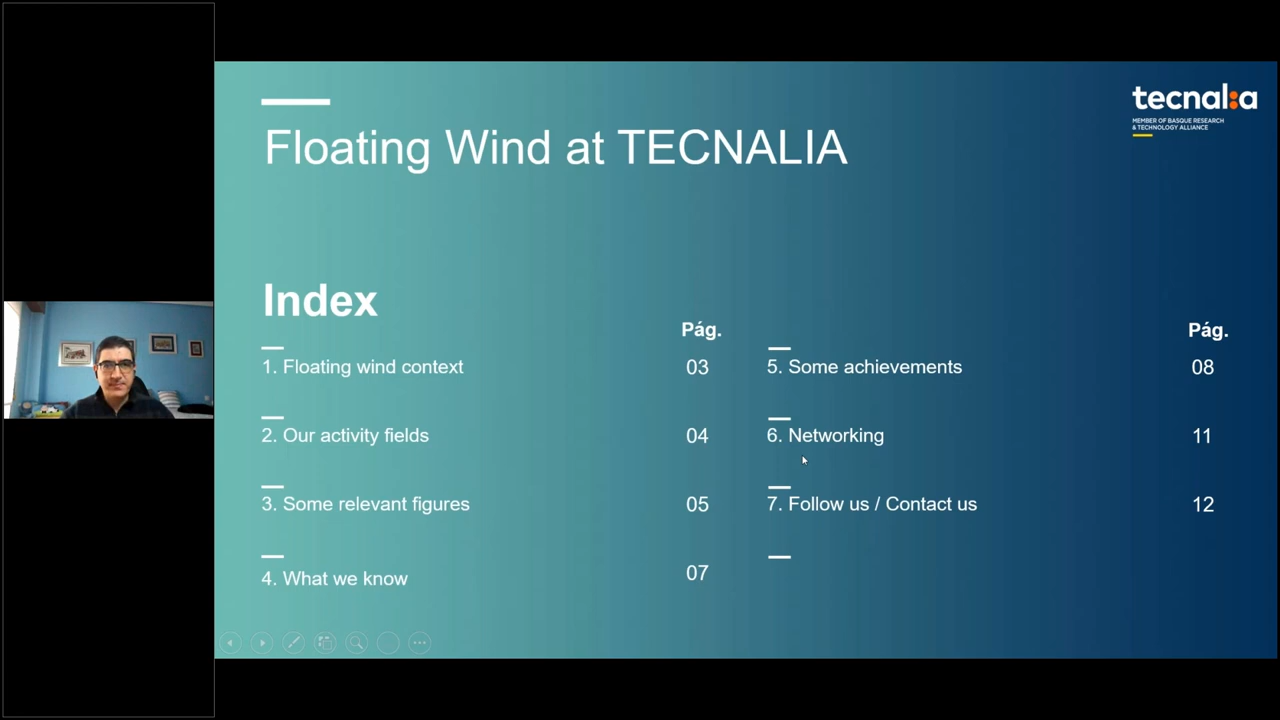 tecnalia
MEMBER OF BASQUE RESEARCH
& TECHNOLOGY ALLIANCE
Floating Wind at TECNALIA
Index
Pág.
1. Floating wind context 03
2. Our activity fields 04
3. Some relevant figures 05
4. What we know 07
Pág.
5. Some achievements 08
6. Networking 11
7. Follow us / Contact us 12